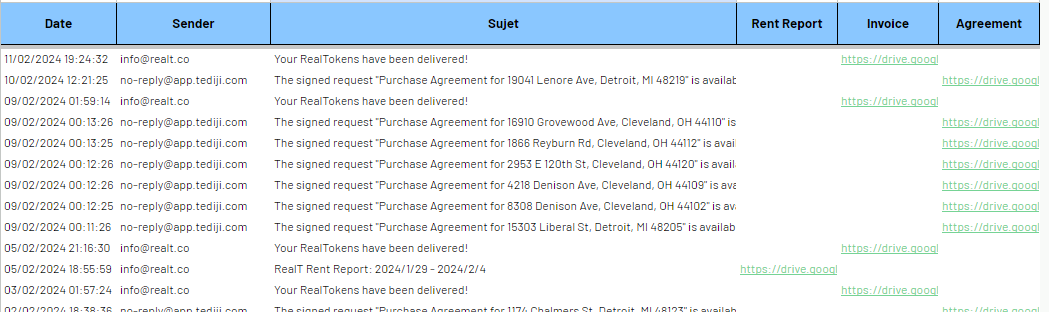 Date Sender Sujet Rent Report Invoice Agreement
11/02/2024 19:24:32 info@realt.co Your RealTokens have been delivered! https://drive.googl
10/02/2024 12:21:25 no-reply@app.tediji.com The signed request "Purchase Agreement for 19041 Lenore Ave, Detroit, MI 48219" is availab https://drive.googl
09/02/2024 01:59:14 info@realt.co Your RealTokens have been delivered! https://drive.googl
09/02/2024 00:13:26 no-reply@app.tediji.com The signed request "Purchase Agreement for 16910 Grovewood Ave, Cleveland, OH 44110" is https://drive.googl
09/02/2024 00:13:25 no-reply@app.tediji.com The signed request "Purchase Agreement for 1866 Reyburn Rd, Cleveland, OH 44112" is avai https://drive.googl
09/02/2024 00:12:26 no-reply@app.tediji.com The signed request "Purchase Agreement for 2953 E 120th St, Cleveland, OH 44120" is avail https://drive.googl
09/02/2024 00:12:26 no-reply@app.tediji.com The signed request "Purchase Agreement for 4218 Denison Ave, Cleveland, OH 44109" is ava https://drive.googl
09/02/2024 00:12:25 no-reply@app.tediji.com The signed request "Purchase Agreement for 8308 Denison Ave, Cleveland, OH 44102" is av https://drive.googl
09/02/2024 00:11:26 no-reply@app.tediji.com The signed request "Purchase Agreement for 15303 Liberal St, Detroit, MI 48205" is availab https://drive.googl
05/02/2024 21:16:30 info@realt.co Your RealTokens have been delivered! https://drive.googl
05/02/2024 18:55:59 info@realt.co RealT Rent Report: 2024/1/29 - 2024/2/4 https://drive.googl
03/02/2024 01:57:24 info@realt.co Your RealTokens have been delivered! https://drive.googl
02/02/2024 18:38:36 no-reply@app.tediji.com The signed request "Purchase Agreement for 1174 Chalmers St, Detroit, MI 48123" is availab https://drive.googl